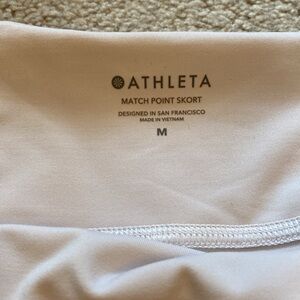 ATHLETA
MATCH POINT SKORT
DESIGNED IN SAN FRANCISCO
MADE IN VIETNAM
M